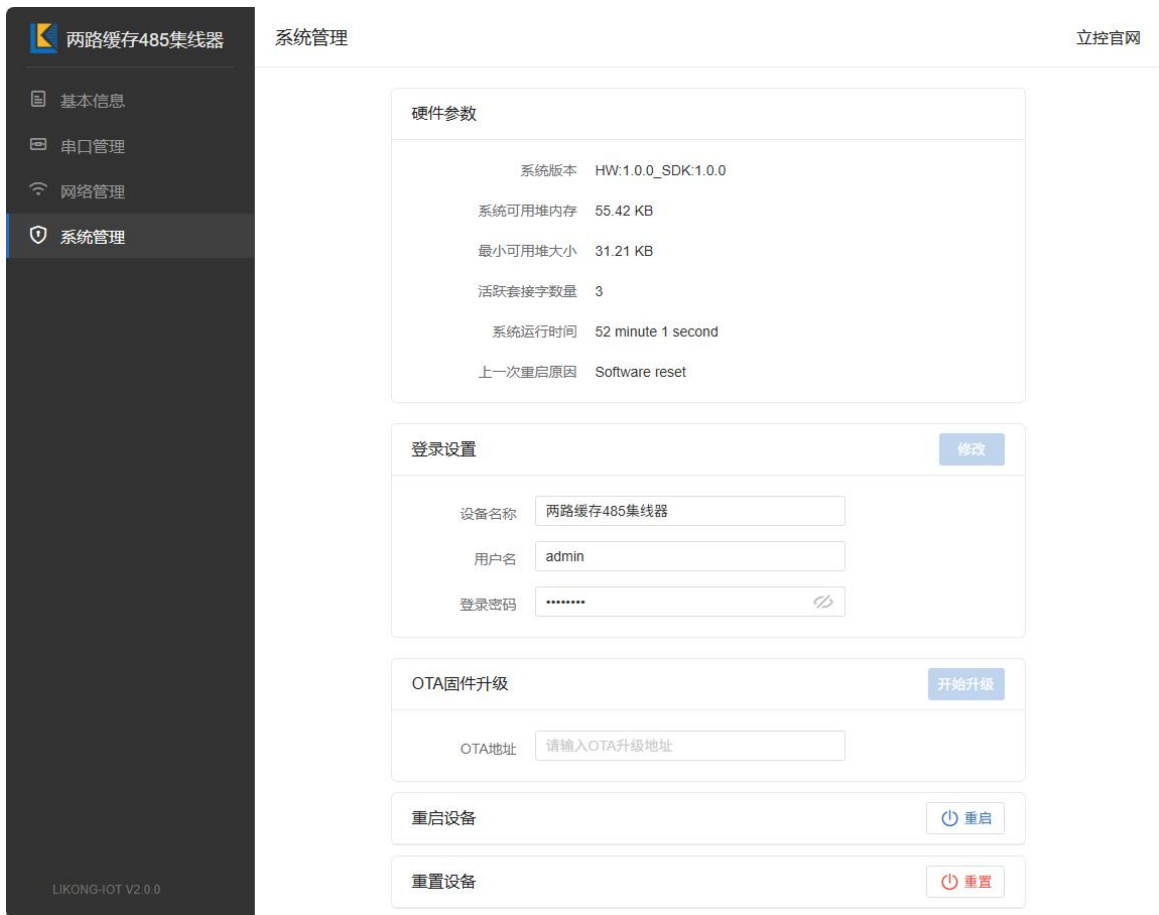 两路缓存485集线器
系统管理
立控官网
基本信息
串口管理
网络管理
系统管理
硬件参数
系统版本 HW:1.0.0_SDK:1.0.0
系统可用堆内存 55.42 KB
最小可用堆大小 31.21 KB
活跃套接字数量 3
系统运行时间 52 minute 1 second
上一次重启原因 Software reset
登录设置 修改
设备名称 两路缓存485集线器
用户名 admin
登录密码 ••••••••
OTA固件升级 开始升级
OTA地址 请输入OTA升级地址
重启设备 重启
重置设备 重置
LIKONG-IOT V2.0.0